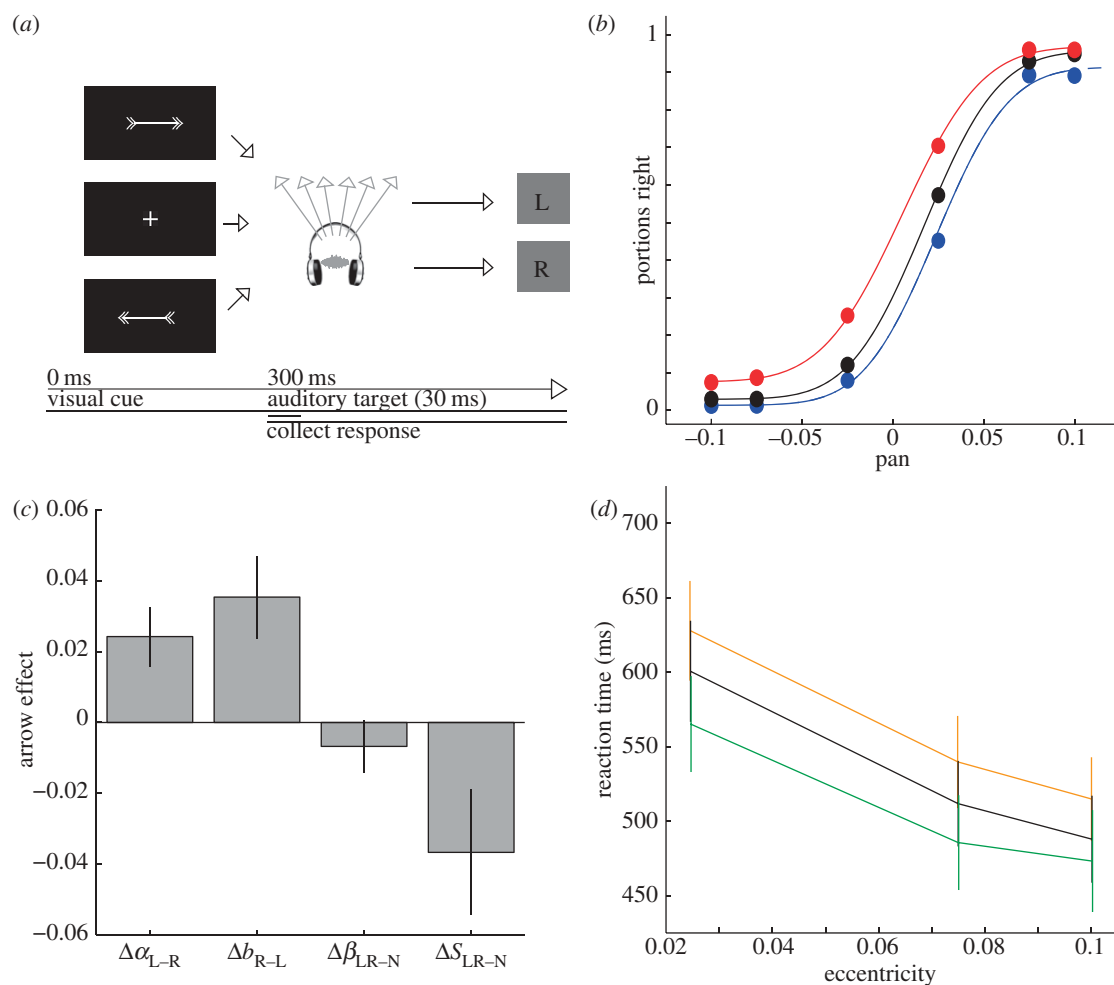 (a)
L
R
0 ms 300 ms
visual cue auditory target (30 ms)
collect response
(b)
1
0
portions right
−0.1 −0.05 0 0.05 0.1
pan
(c)
0.06
0.04
0.02
0
−0.02
−0.04
−0.06
arrow effect
Δα_L–R Δb_R–L Δβ_LR–N ΔS_LR–N
(d)
700
650
600
550
500
450
reaction time (ms)
0.02 0.04 0.06 0.08 0.1
eccentricity